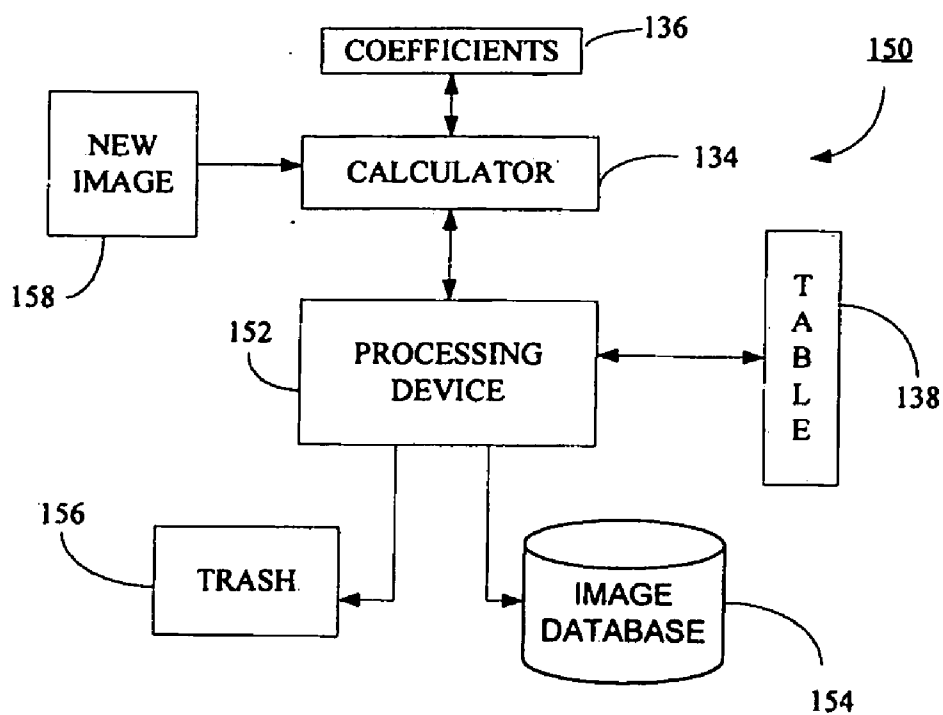 COEFFICIENTS
136
150
NEW
IMAGE
CALCULATOR
134
158
T
A
B
L
E
152
PROCESSING
DEVICE
138
156
TRASH
IMAGE
DATABASE
154